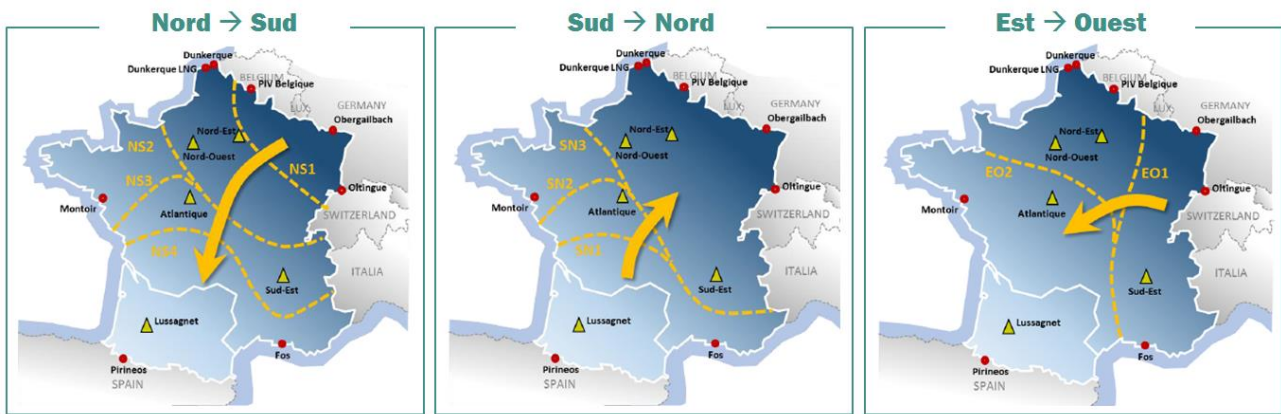 Nord → Sud
Dunkerque
Dunkerque LNG
BELGIUM
PIV Belgique
LUX
GERMANY
Obergailbach
NS2
Nord-Est
Nord-Ouest
NS1
NS3
Oltingue
Montoir
Atlantique
SWITZERLAND
NS4
ITALIA
Sud-Est
Lussagnet
Fos
Pirineos
SPAIN
Sud → Nord
Dunkerque
Dunkerque LNG
BELGIUM
PIV Belgique
LUX
GERMANY
Obergailbach
SN3
Nord-Est
Nord-Ouest
SN2
Oltingue
Montoir
Atlantique
SWITZERLAND
SN1
ITALIA
Sud-Est
Lussagnet
Fos
Pirineos
SPAIN
Est → Ouest
Dunkerque
Dunkerque LNG
BELGIUM
PIV Belgique
LUX
GERMANY
Obergailbach
Nord-Est
Nord-Ouest
EO2
EO1
Oltingue
Montoir
Atlantique
SWITZERLAND
ITALIA
Sud-Est
Lussagnet
Fos
Pirineos
SPAIN